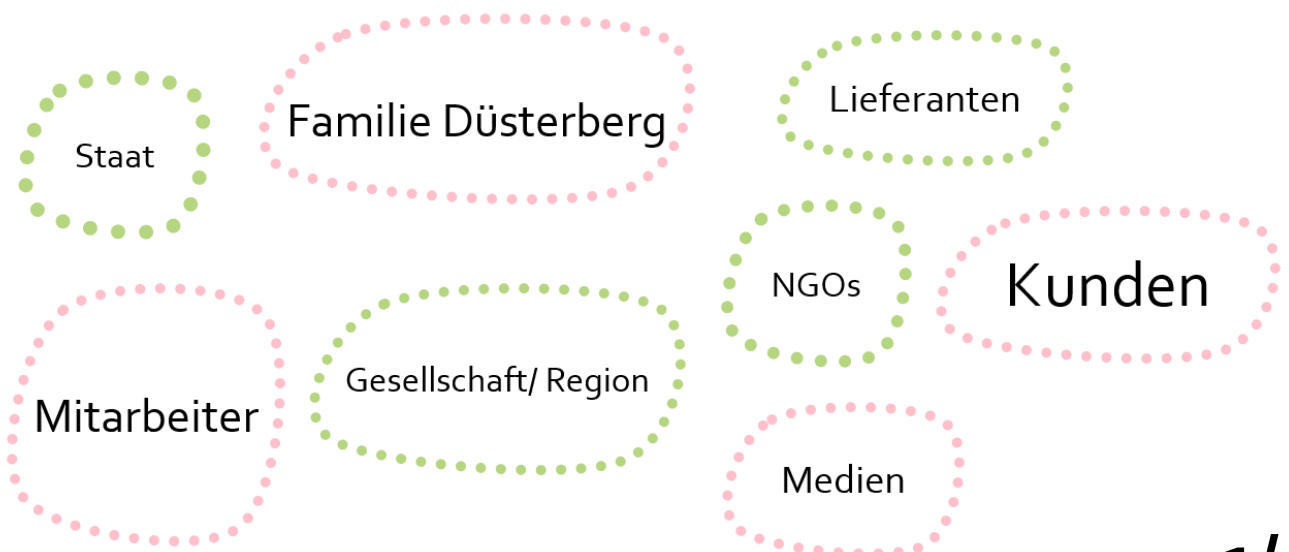 Familie Düsterberg
Lieferanten
Staat
NGOs
Kunden
Gesellschaft/ Region
Mitarbeiter
Medien